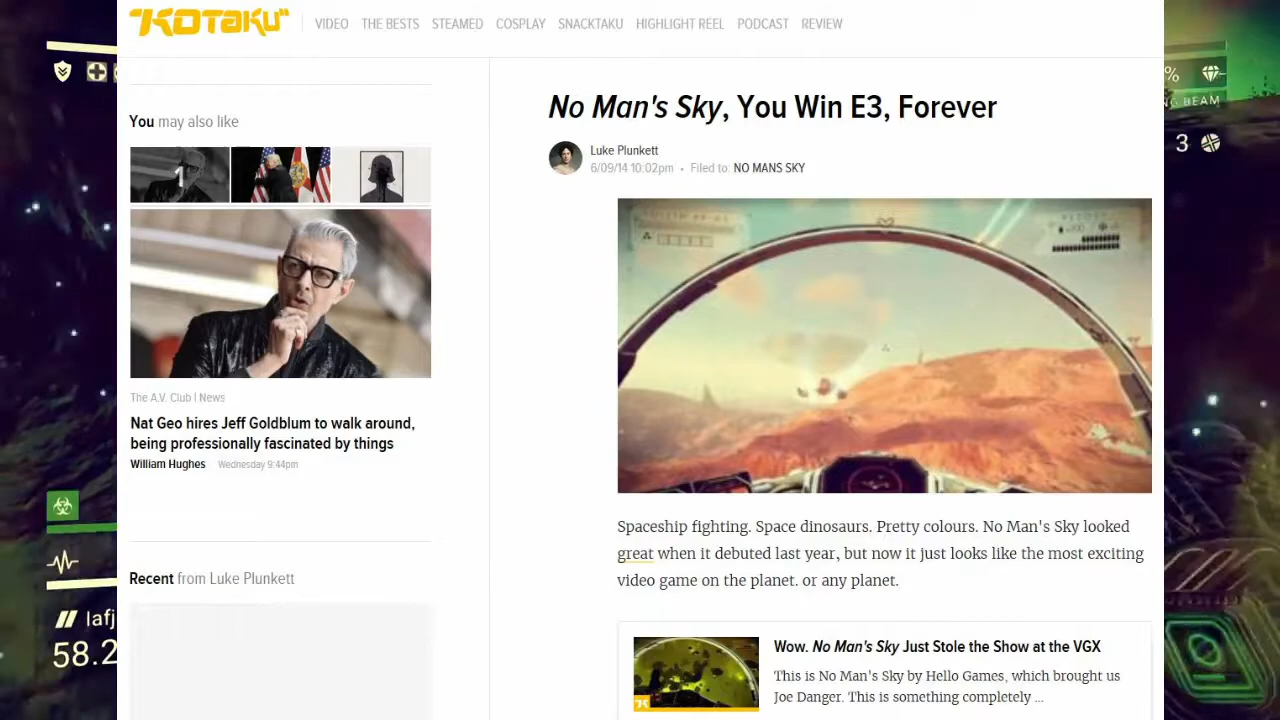 KOTAKU
VIDEO THE BESTS STEAMED COSPLAY SNACKTAKU HIGHLIGHT REEL PODCAST REVIEW
You may also like
1
The A.V. Club | News
Nat Geo hires Jeff Goldblum to walk around,
being professionally fascinated by things
William Hughes Wednesday 9:44pm
Recent from Luke Plunkett
No Man's Sky, You Win E3, Forever
Luke Plunkett
6/09/14 10:02pm • Filed to: NO MANS SKY
Spaceship fighting. Space dinosaurs. Pretty colours. No Man's Sky looked
great when it debuted last year, but now it just looks like the most exciting
video game on the planet. or any planet.
Wow. No Man's Sky Just Stole the Show at the VGX
This is No Man's Sky by Hello Games, which brought us
Joe Danger. This is something completely ...
%
NG BEAM
3
lafj
58.2